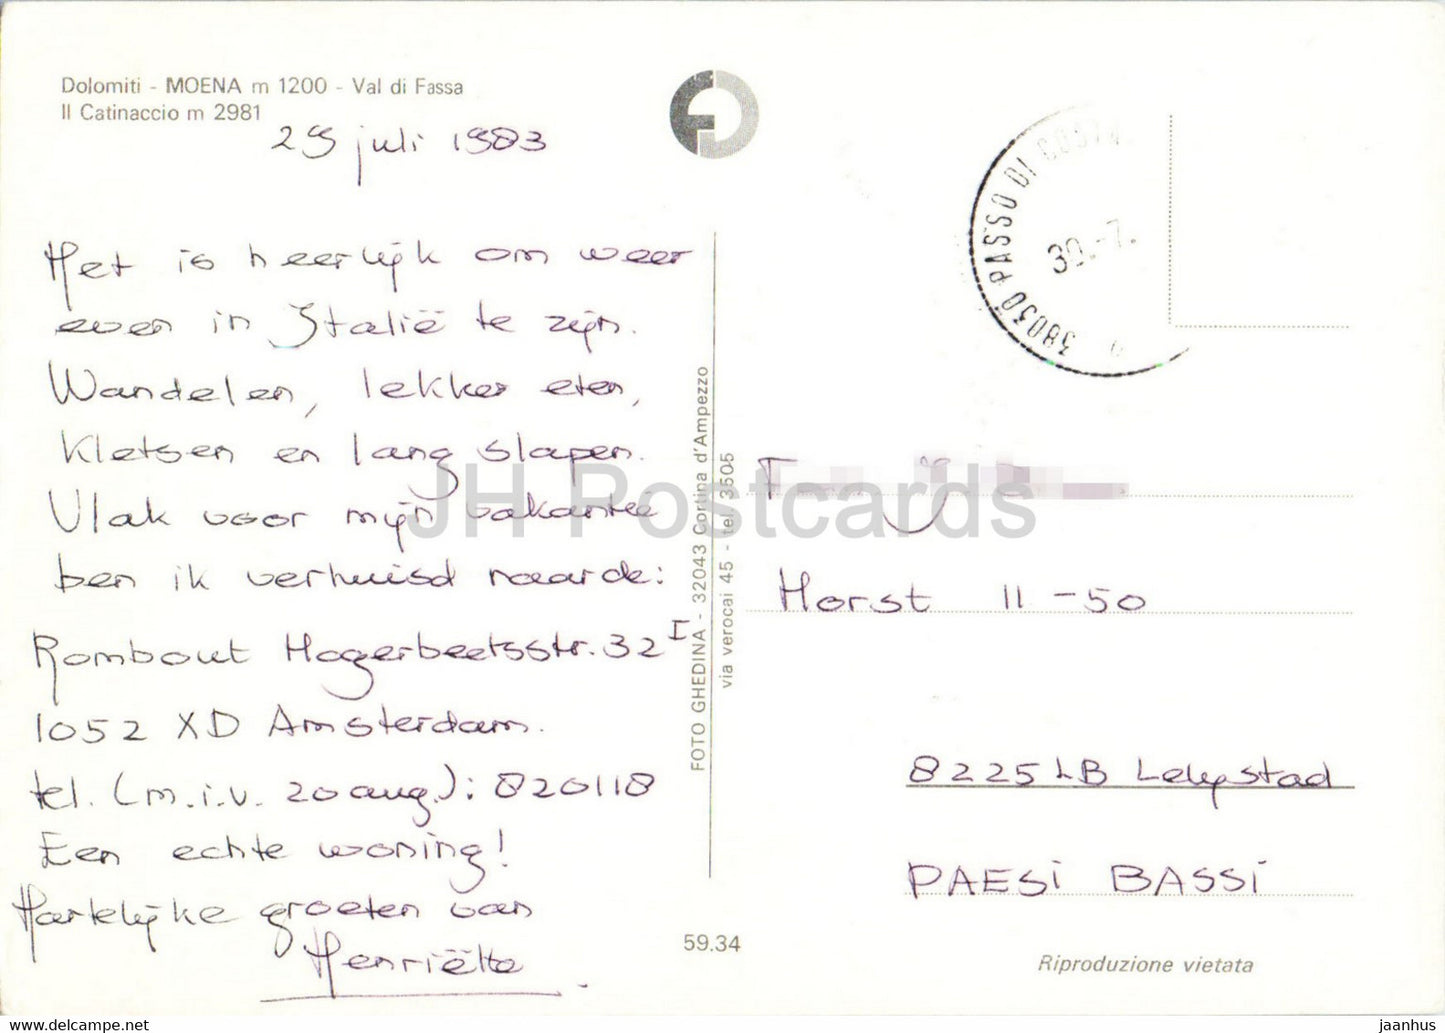 Dolomiti - MOENA m 1200 - Val di Fassa
Il Catinaccio m 2981
29 juli 1983
Het is heerlijk om weer
even in Italië te zijn.
Wandelen, lekker eten,
kletsen en lang slapen.
Vlak voor mijn vakantie
ben ik verhuisd naar de:
Rombout Hogerbeetsstr. 32 I
1052 XD Amsterdam.
tel. (m.i.v. 20 aug.): 820118
Een echte woning!
Hartelijke groeten van
Henriëtte
FOTO GHEDINA - 32043 Cortina d'Ampezzo
via verocai 45 - tel. 3505
59.34
38030 PASSO DI COSTA
30.-7.
Horst 11-50
8225 LB Lelystad
PAESI BASSI
Riproduzione vietata
JH Postcards
www.delcampe.net
jaanhus